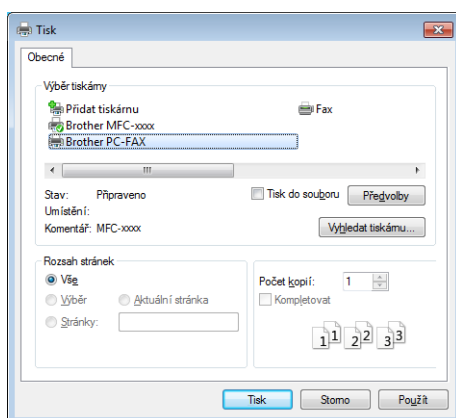 Tisk
Obecné
Výběr tiskárny
Přidat tiskárnu
Fax
Brother MFC-xxxx
Brother PC-FAX
Stav: Připraveno
Tisk do souboru
Předvolby
Umístění:
Komentář: MFC-xxxx
Vyhledat tiskárnu...
Rozsah stránek
Vše
Počet kopií: 1
Výběr
Aktuální stránka
Kompletovat
Stránky:
1 1 2 2 3 3
Tisk
Storno
Použít